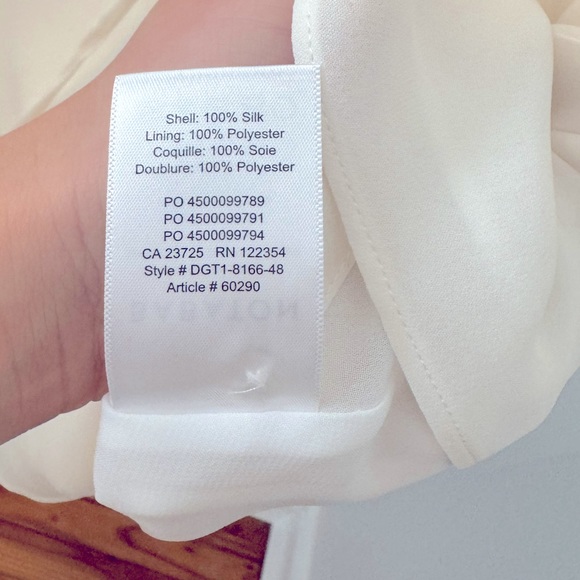 Shell: 100% Silk
Lining: 100% Polyester
Coquille: 100% Soie
Doublure: 100% Polyester
PO 4500099789
PO 4500099791
PO 4500099794
CA 23725 RN 122354
Style # DGT1-8166-48
Article # 60290